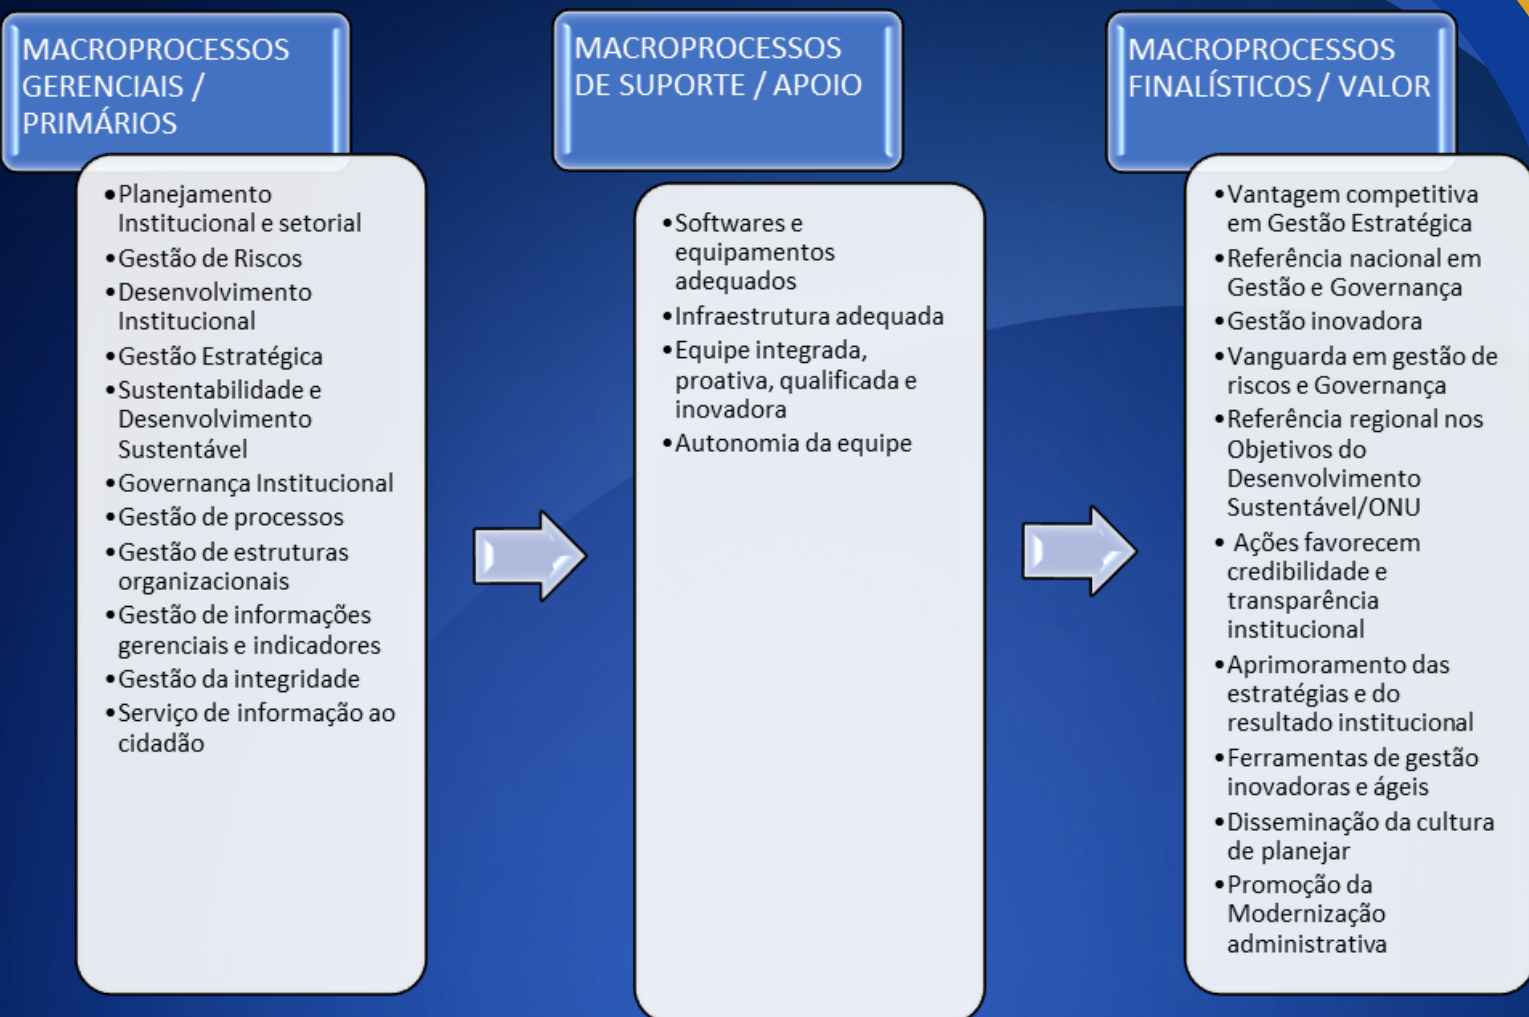 MACROPROCESSOS
GERENCIAIS /
PRIMÁRIOS
•Planejamento
Institucional e setorial
•Gestão de Riscos
•Desenvolvimento
Institucional
•Gestão Estratégica
•Sustentabilidade e
Desenvolvimento
Sustentável
•Governança Institucional
•Gestão de processos
•Gestão de estruturas
organizacionais
•Gestão de informações
gerenciais e indicadores
•Gestão da integridade
•Serviço de informação ao
cidadão
MACROPROCESSOS
DE SUPORTE / APOIO
•Softwares e
equipamentos
adequados
•Infraestrutura adequada
•Equipe integrada,
proativa, qualificada e
inovadora
•Autonomia da equipe
MACROPROCESSOS
FINALÍSTICOS / VALOR
•Vantagem competitiva
em Gestão Estratégica
•Referência nacional em
Gestão e Governança
•Gestão inovadora
•Vanguarda em gestão de
riscos e Governança
•Referência regional nos
Objetivos do
Desenvolvimento
Sustentável/ONU
• Ações favorecem
credibilidade e
transparência
institucional
•Aprimoramento das
estratégias e do
resultado institucional
•Ferramentas de gestão
inovadoras e ágeis
•Disseminação da cultura
de planejar
•Promoção da
Modernização
administrativa